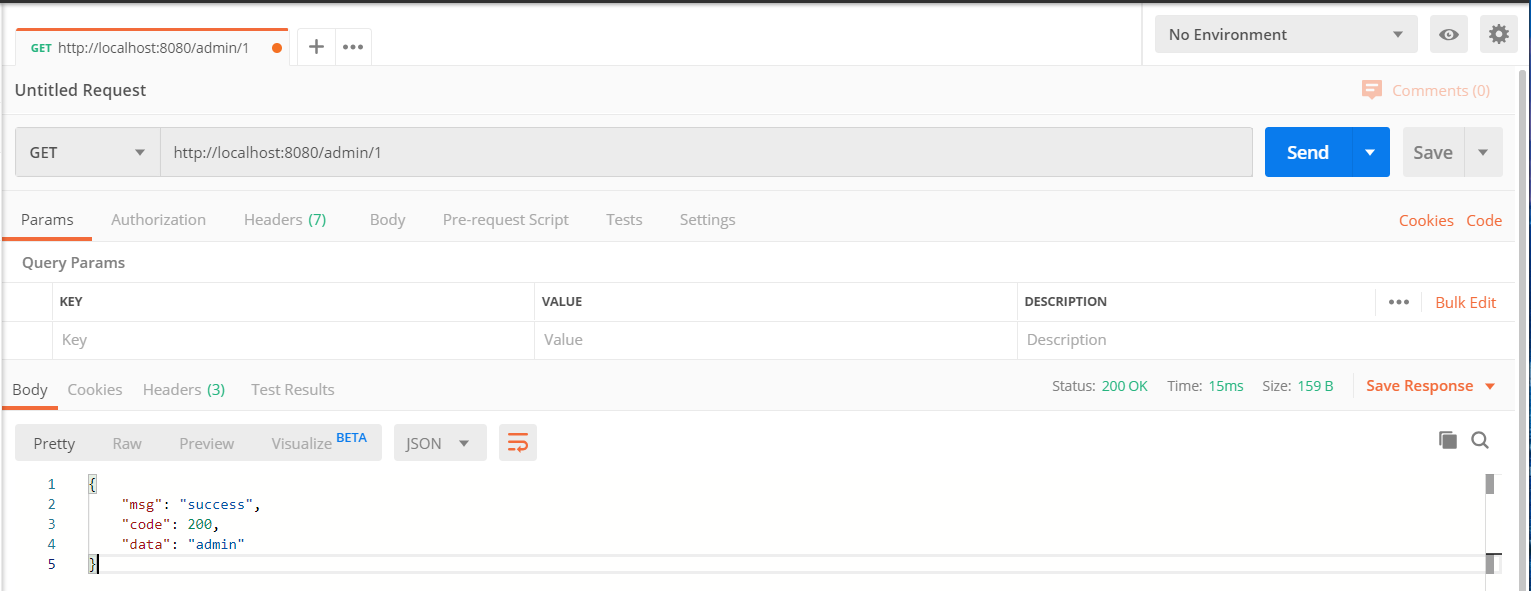 GET http://localhost:8080/admin/1
No Environment
Untitled Request
Comments (0)
GET http://localhost:8080/admin/1 Send Save
Params Authorization Headers (7) Body Pre-request Script Tests Settings Cookies Code
Query Params
KEY VALUE DESCRIPTION Bulk Edit
Key Value Description
Body Cookies Headers (3) Test Results Status: 200 OK Time: 15ms Size: 159 B Save Response
Pretty Raw Preview Visualize BETA JSON
1 {
2 "msg": "success",
3 "code": 200,
4 "data": "admin"
5 }